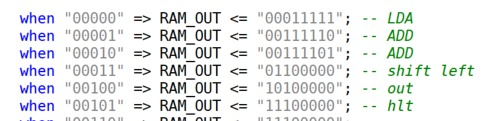 when "00000" => RAM_OUT <= "00011111"; -- LDA
when "00001" => RAM_OUT <= "00111110"; -- ADD
when "00010" => RAM_OUT <= "00111101"; -- ADD
when "00011" => RAM_OUT <= "01100000"; -- shift left
when "00100" => RAM_OUT <= "10100000"; -- out
when "00101" => RAM_OUT <= "11100000"; -- hlt